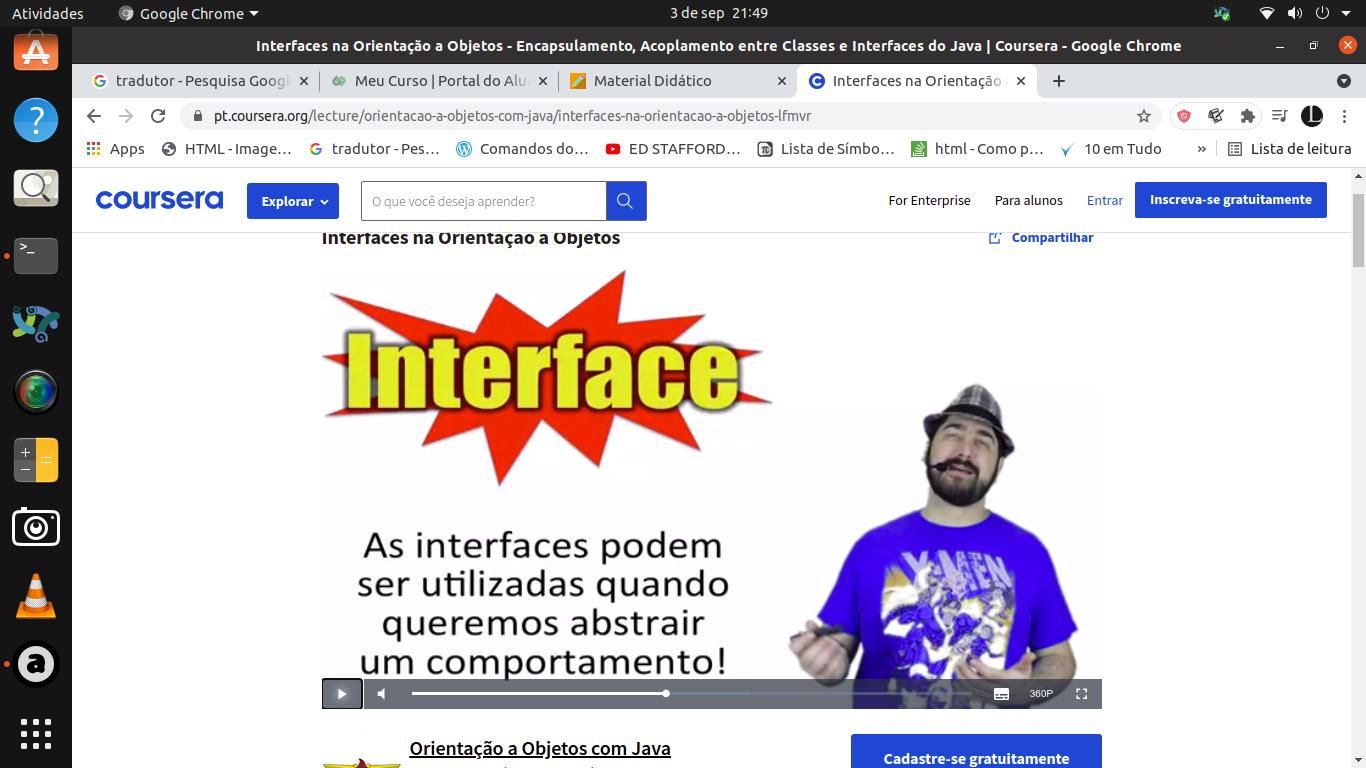 Atividades
Google Chrome
3 de sep 21:49
Interfaces na Orientação a Objetos - Encapsulamento, Acoplamento entre Classes e Interfaces do Java | Coursera - Google Chrome
tradutor - Pesquisa Googl
Meu Curso | Portal do Alu
Material Didático
Interfaces na Orientação
pt.coursera.org/lecture/orientacao-a-objetos-com-java/interfaces-na-orientacao-a-objetos-lfmvr
Apps
HTML - Image...
tradutor - Pes...
Comandos do...
ED STAFFORD...
Lista de Símbo...
html - Como p...
10 em Tudo
»
Lista de leitura
coursera
Explorar
O que você deseja aprender?
For Enterprise
Para alunos
Entrar
Inscreva-se gratuitamente
Interfaces na Orientação a Objetos
Compartilhar
Interface
As interfaces podem
ser utilizadas quando
queremos abstrair
um comportamento!
X-MEN
360P
Orientação a Objetos com Java
Cadastre-se gratuitamente